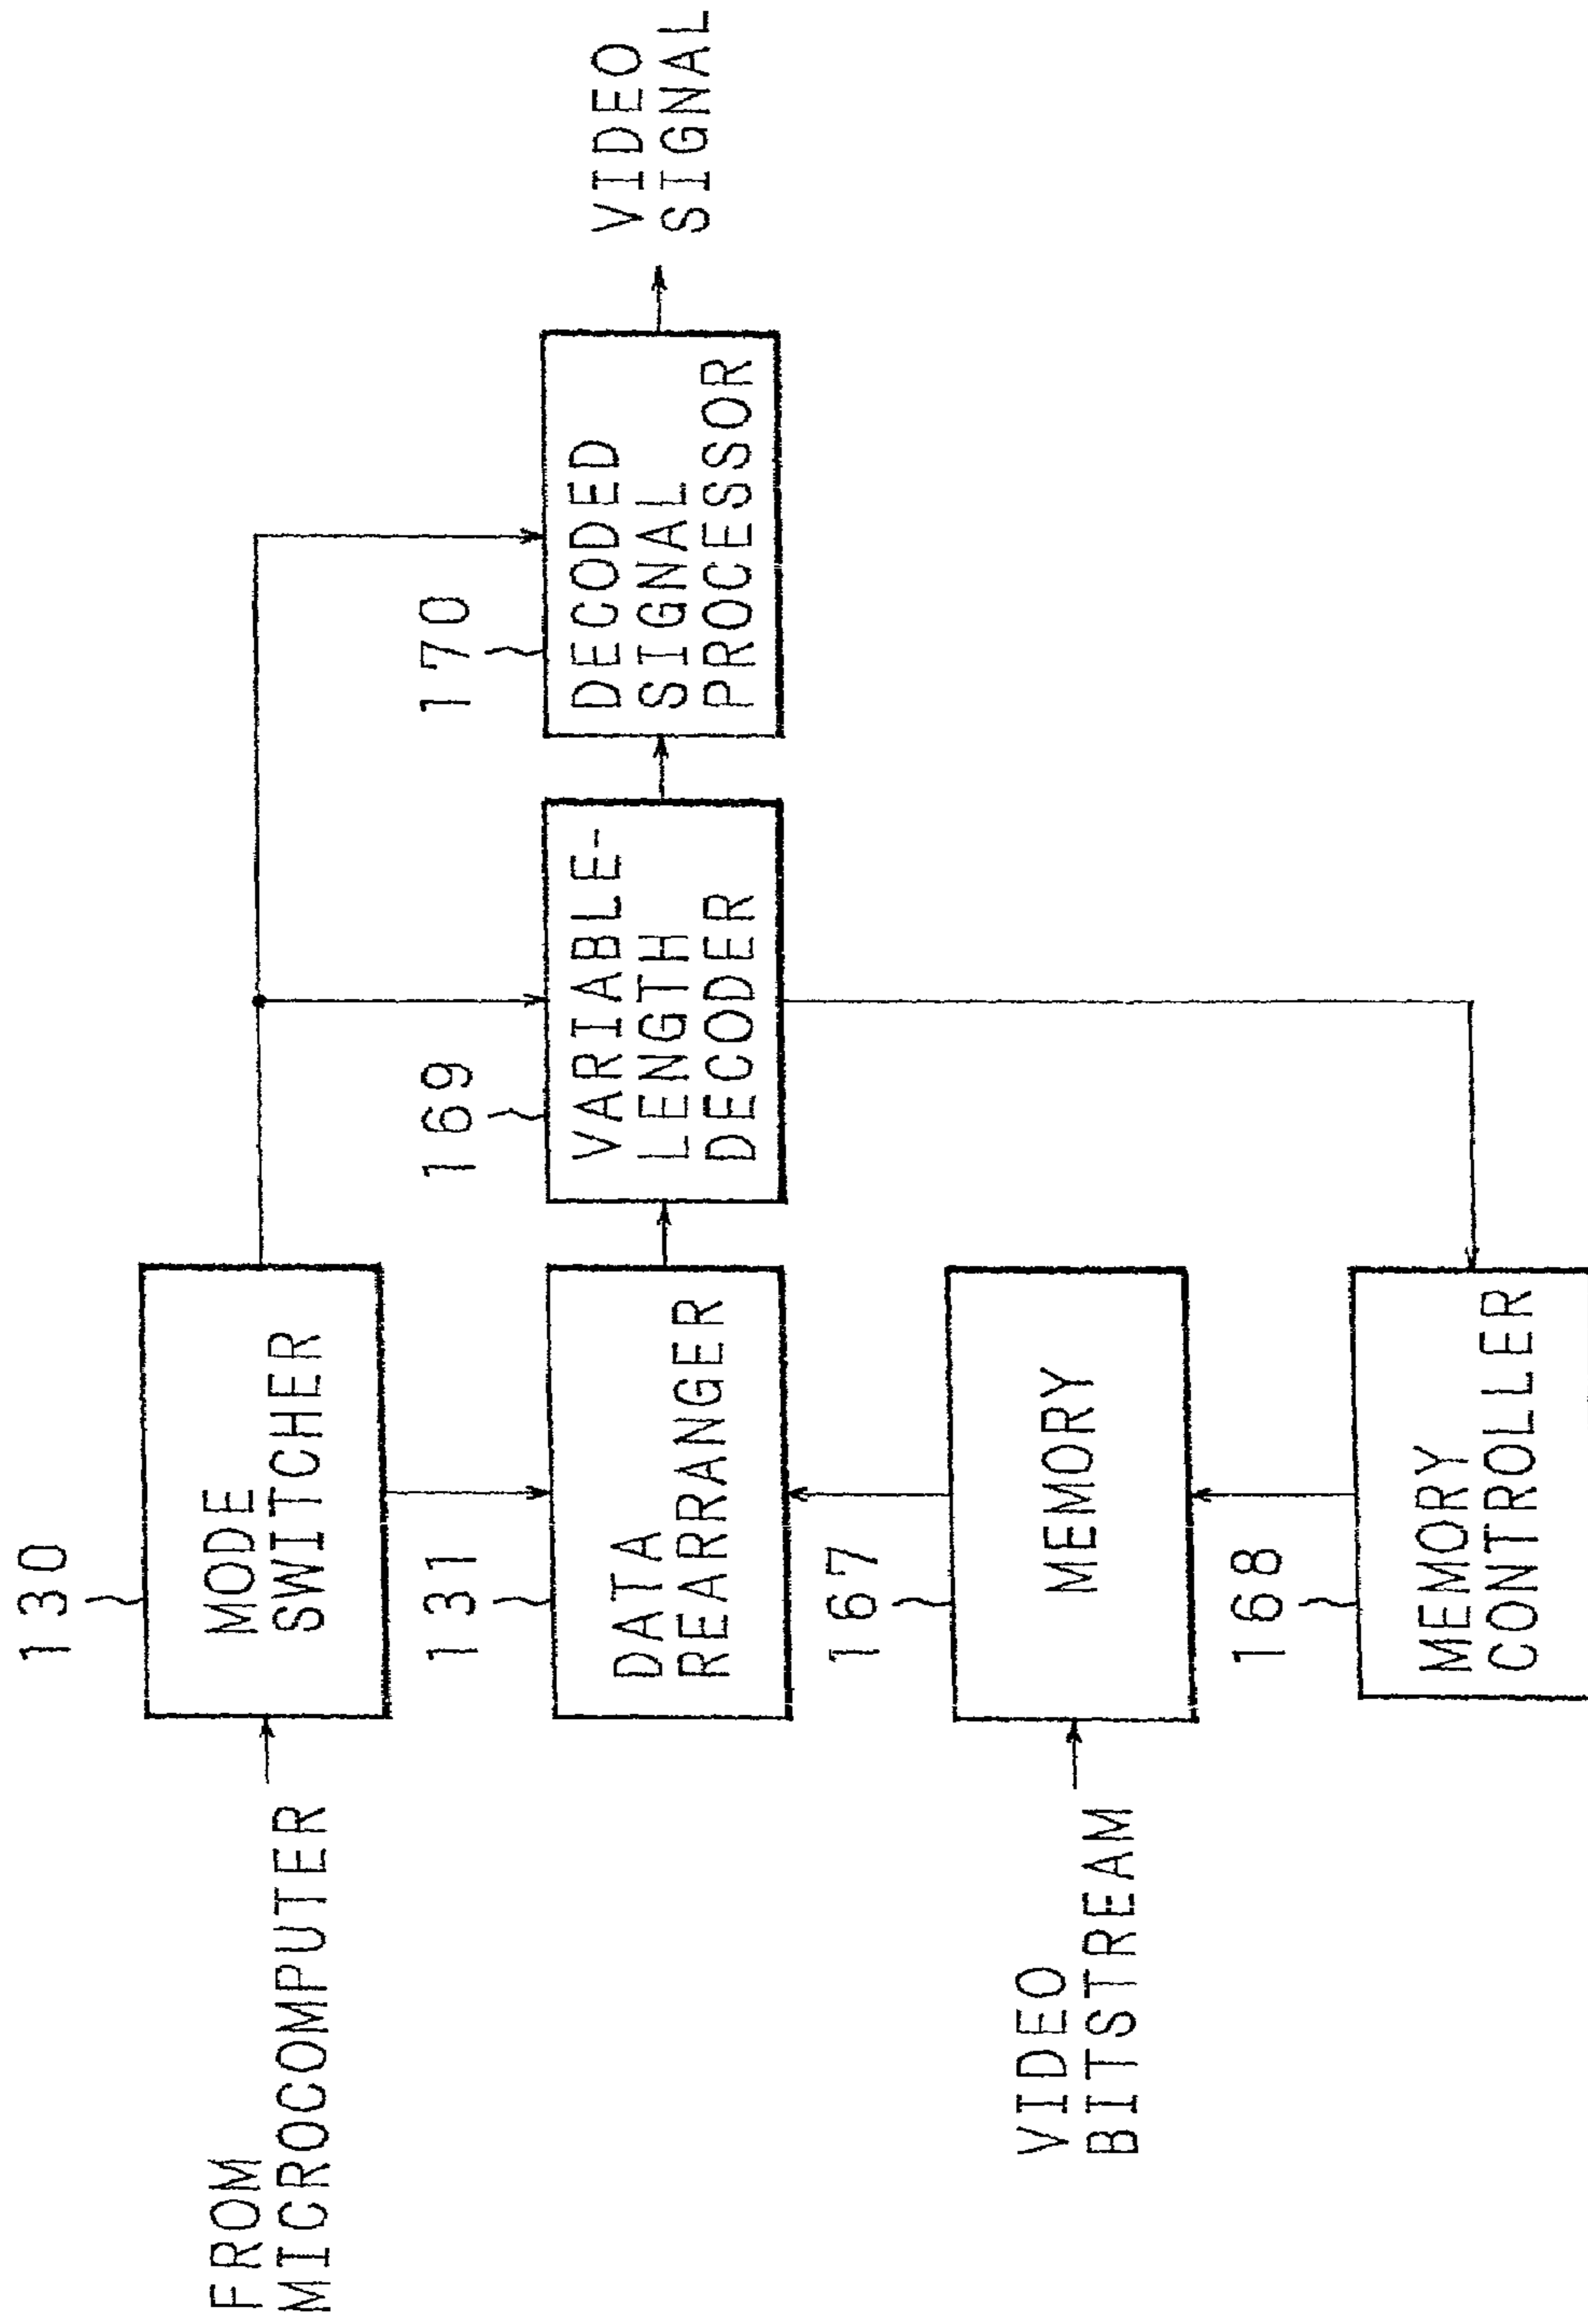 130
FROM
MICROCOMPUTER
MODE
SWITCHER
131
DATA
REARRANGER
169
VARIABLE-
LENGTH
DECODER
170
DECODED
SIGNAL
PROCESSOR
VIDEO
SIGNAL
167
VIDEO
BITSTREAM
MEMORY
168
MEMORY
CONTROLLER